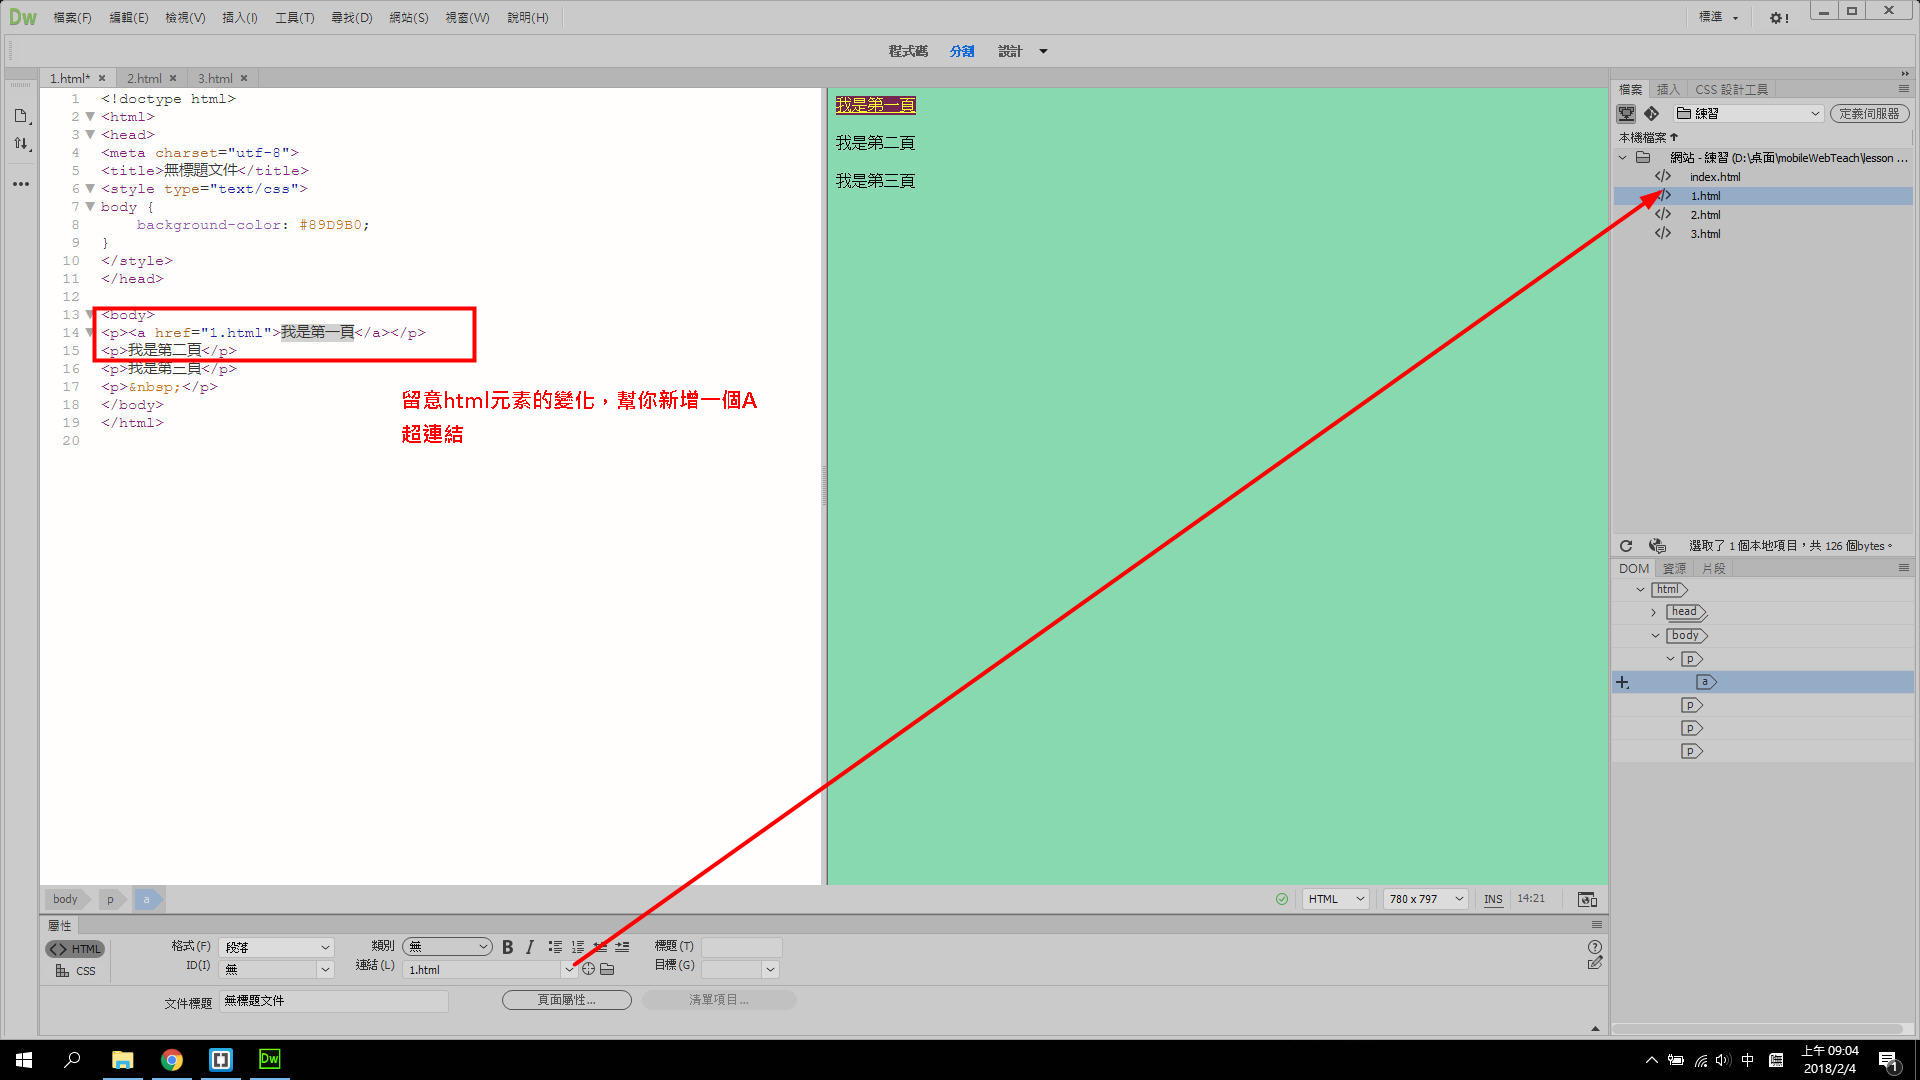 Dw 檔案(F) 編輯(E) 檢視(V) 插入(I) 工具(T) 尋找(D) 網站(S) 視窗(W) 說明(H) 標準
程式碼 分割 設計
1.html* 2.html 3.html
1 <!doctype html>
2 <html>
3 <head>
4 <meta charset="utf-8">
5 <title>無標題文件</title>
6 <style type="text/css">
7 body {
8 background-color: #89D9B0;
9 }
10 </style>
11 </head>
12
13 <body>
14 <p><a href="1.html">我是第一頁</a></p>
15 <p>我是第二頁</p>
16 <p>我是第三頁</p>
17 <p>&nbsp;</p>
18 </body>
19 </html>
20
留意html元素的變化，幫你新增一個A
超連結
我是第一頁
我是第二頁
我是第三頁
檔案 插入 CSS 設計工具
練習 定義伺服器
本機檔案
網站 - 練習 (D:\桌面\mobileWebTeach\lesson ...
index.html
1.html
2.html
3.html
選取了 1 個本地項目，共 126 個bytes。
DOM 資源 片段
html
head
body
p
a
p
p
p
body p a HTML 780 x 797 INS 14:21
屬性
HTML 格式(F) 段落 類別 無 B I 標題(T)
CSS ID(I) 無 連結(L) 1.html 目標(G)
文件標題 無標題文件 頁面屬性... 清單項目...
Dw 中 上午 09:04
2018/2/4 1